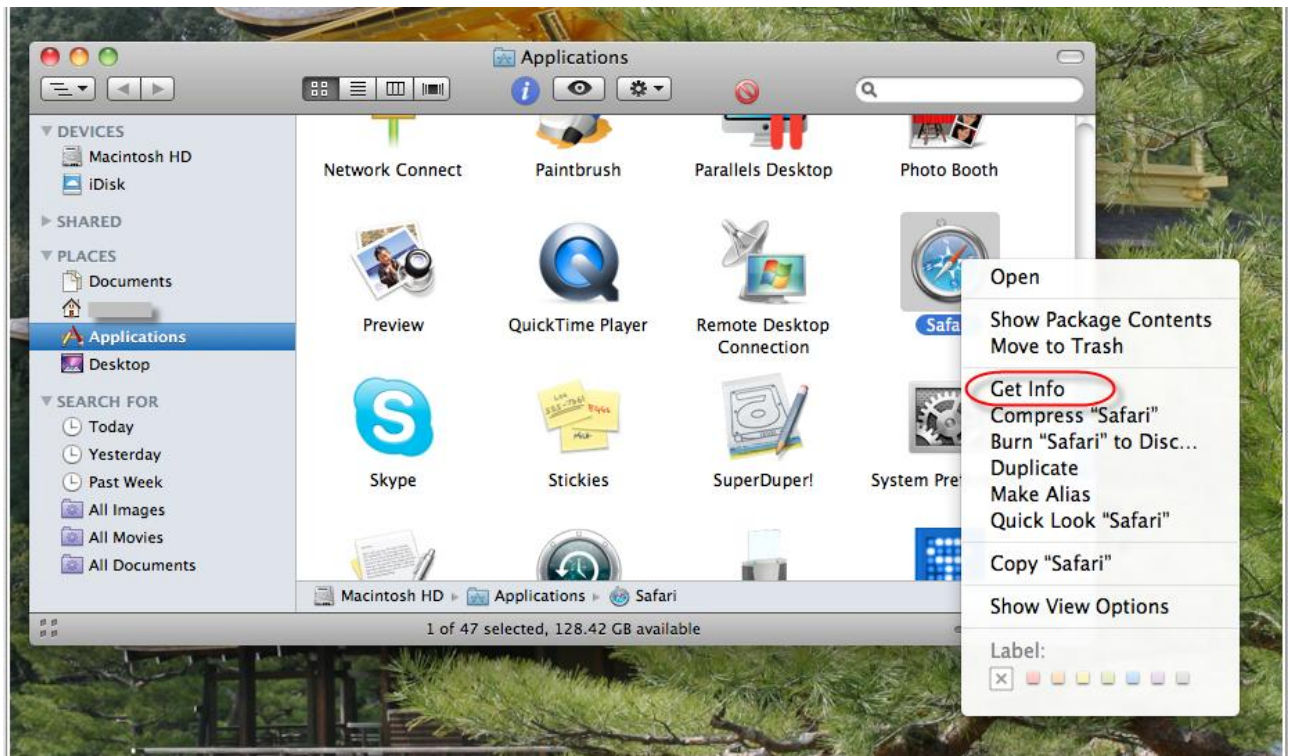 Applications
DEVICES
Macintosh HD
iDisk
SHARED
PLACES
Documents
Applications
Desktop
SEARCH FOR
Today
Yesterday
Past Week
All Images
All Movies
All Documents
Network Connect
Paintbrush
Parallels Desktop
Photo Booth
Preview
QuickTime Player
Remote Desktop
Connection
Skype
Stickies
SuperDuper!
Macintosh HD Applications Safari
1 of 47 selected, 128.42 GB available
Open
Show Package Contents
Move to Trash
Get Info
Compress “Safari”
Burn “Safari” to Disc...
Duplicate
Make Alias
Quick Look “Safari”
Copy “Safari”
Show View Options
Label: